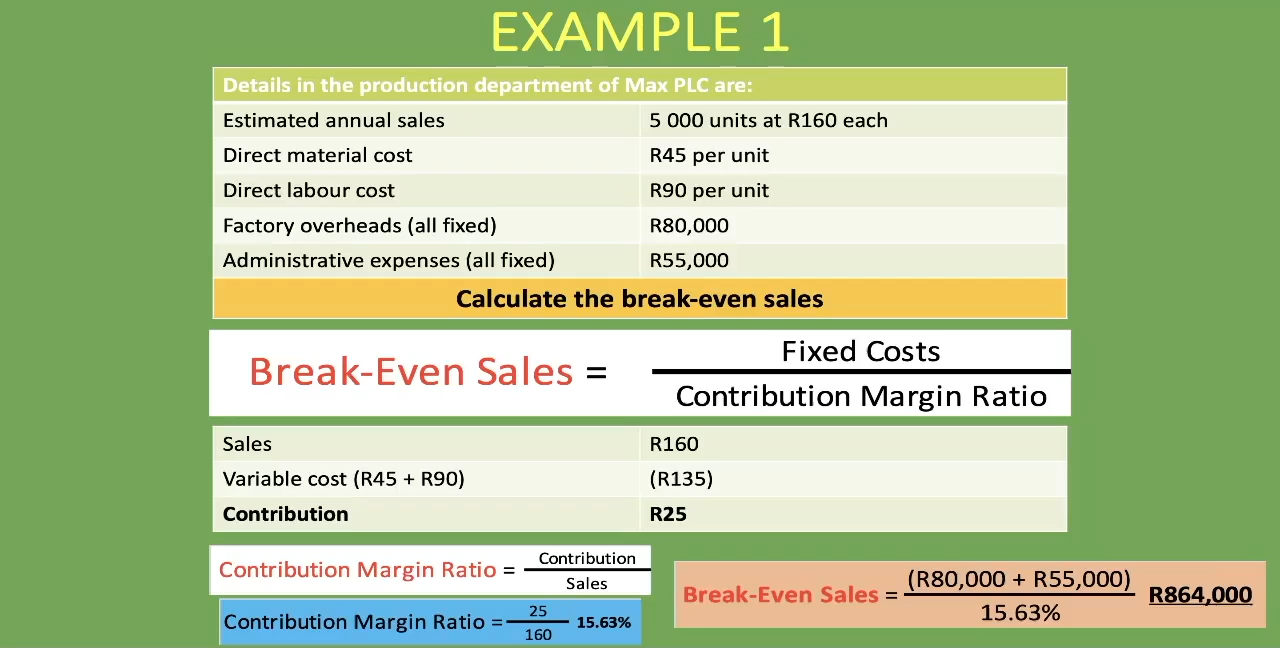 EXAMPLE 1
Details in the production department of Max PLC are:
Estimated annual sales 5 000 units at R160 each
Direct material cost R45 per unit
Direct labour cost R90 per unit
Factory overheads (all fixed) R80,000
Administrative expenses (all fixed) R55,000
Calculate the break-even sales
Fixed Costs
Break-Even Sales =
Contribution Margin Ratio
Sales R160
Variable cost (R45 + R90) (R135)
Contribution R25
Contribution
Contribution Margin Ratio =
Sales
25
Contribution Margin Ratio = 15.63%
160
(R80,000 + R55,000)
Break-Even Sales = R864,000
15.63%